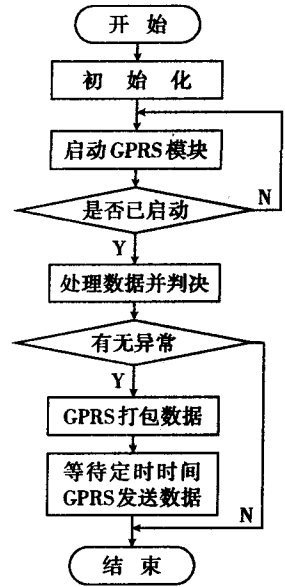 开 始
初 始 化
启动GPRS模块
是否已启动
N
Y
处理数据并判决
有无异常
Y
GPRS打包数据
等待定时时间
GPRS发送数据
N
结 束